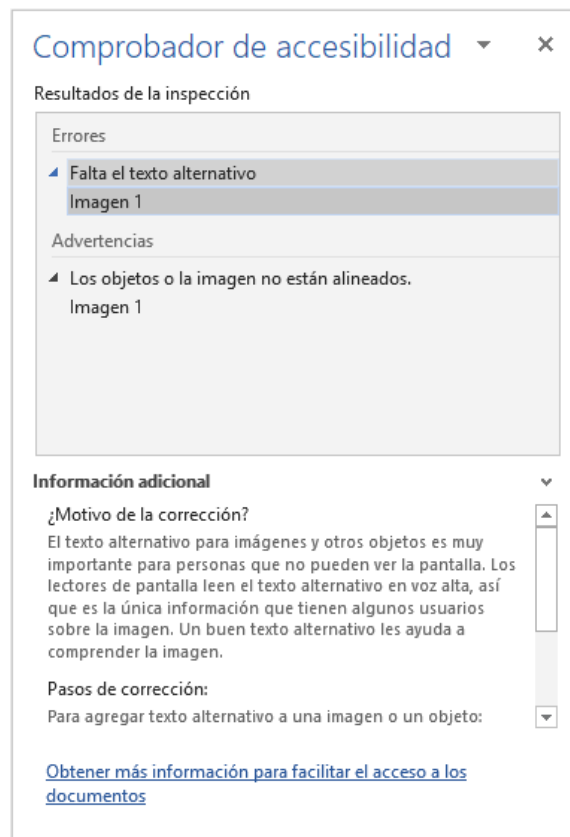 Comprobador de accesibilidad
Resultados de la inspección
Errores
Falta el texto alternativo
Imagen 1
Advertencias
Los objetos o la imagen no están alineados.
Imagen 1
Información adicional
¿Motivo de la corrección?
El texto alternativo para imágenes y otros objetos es muy
importante para personas que no pueden ver la pantalla. Los
lectores de pantalla leen el texto alternativo en voz alta, así
que es la única información que tienen algunos usuarios
sobre la imagen. Un buen texto alternativo les ayuda a
comprender la imagen.
Pasos de corrección:
Para agregar texto alternativo a una imagen o un objeto:
Obtener más información para facilitar el acceso a los
documentos